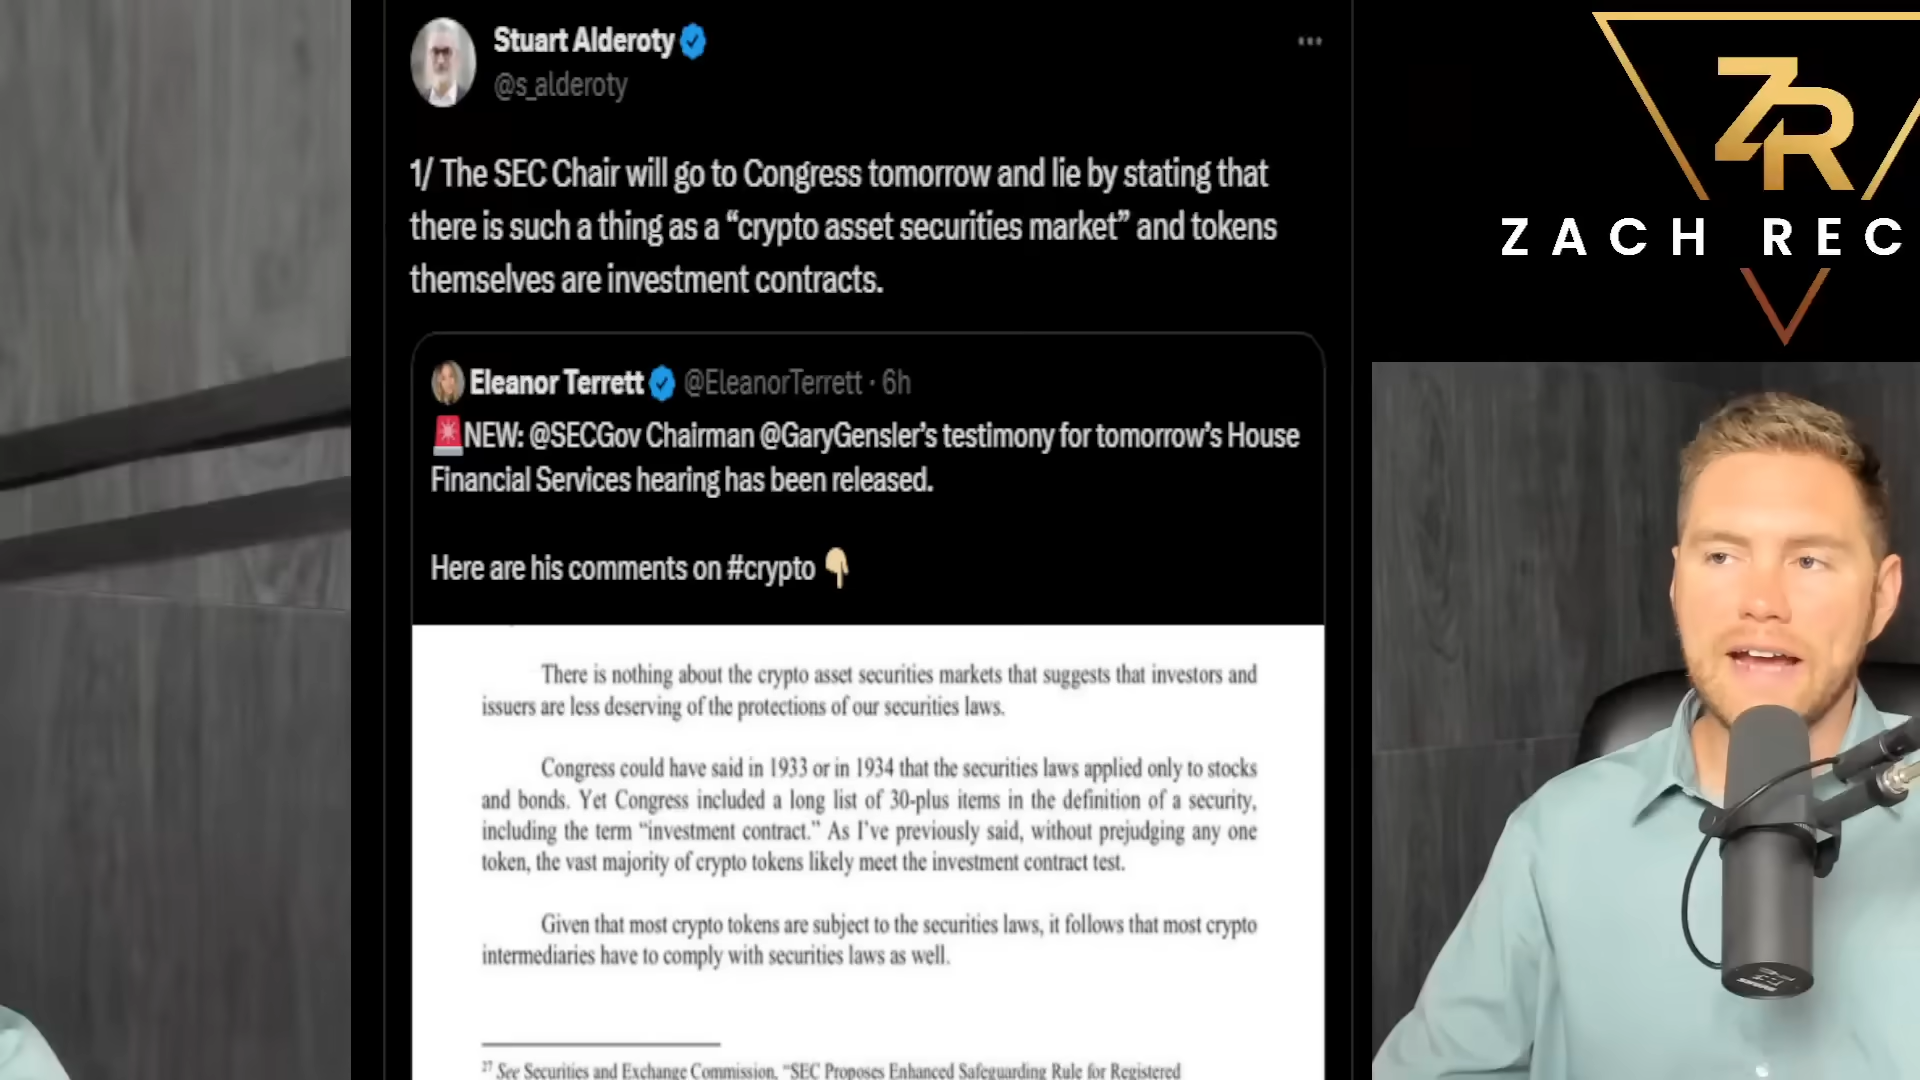 Stuart Alderoty
@s_alderoty
1/ The SEC Chair will go to Congress tomorrow and lie by stating that
there is such a thing as a “crypto asset securities market” and tokens
themselves are investment contracts.
Eleanor Terrett @EleanorTerrett · 6h
🚨NEW: @SECGov Chairman @GaryGensler’s testimony for tomorrow’s House
Financial Services hearing has been released.
Here are his comments on #crypto 👇🏼
There is nothing about the crypto asset securities markets that suggests that investors and
issuers are less deserving of the protections of our securities laws.
Congress could have said in 1933 or in 1934 that the securities laws applied only to stocks
and bonds. Yet Congress included a long list of 30-plus items in the definition of a security,
including the term “investment contract.” As I’ve previously said, without prejudging any one
token, the vast majority of crypto tokens likely meet the investment contract test.
Given that most crypto tokens are subject to the securities laws, it follows that most crypto
intermediaries have to comply with securities laws as well.
27 See Securities and Exchange Commission, “SEC Proposes Enhanced Safeguarding Rule for Registered
ZR
ZACH REC